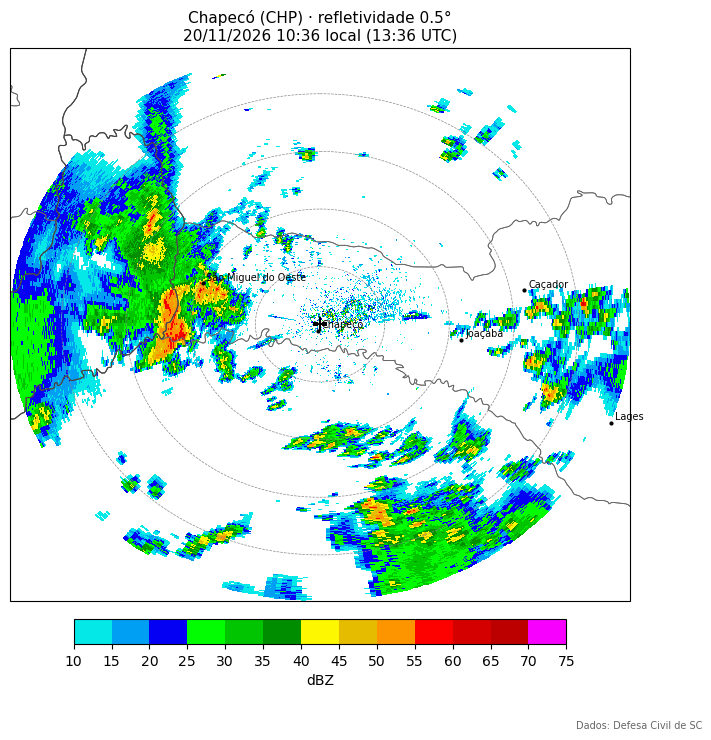 Chapecó (CHP) · refletividade 0.5°
20/11/2026 10:36 local (13:36 UTC)
São Miguel do Oeste
Caçador
Chapecó
Joaçaba
Lages
10 15 20 25 30 35 40 45 50 55 60 65 70 75
dBZ
Dados: Defesa Civil de SC